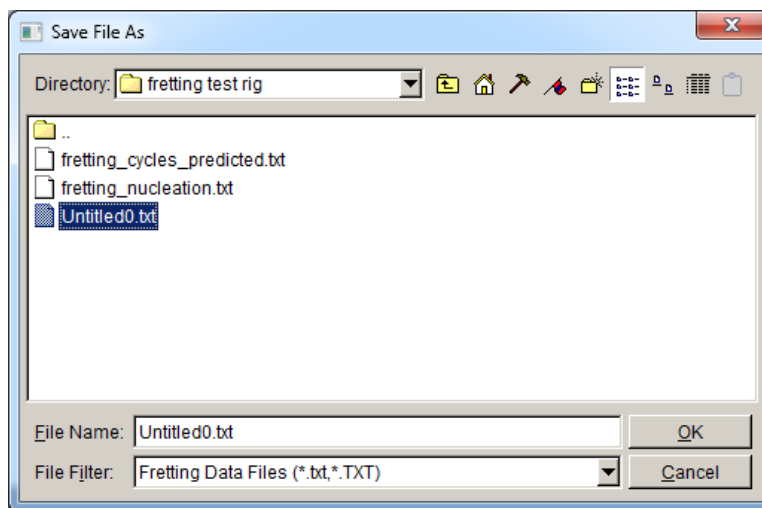 Save File As
Directory: fretting test rig
..
fretting_cycles_predicted.txt
fretting_nucleation.txt
Untitled0.txt
File Name: Untitled0.txt OK
File Filter: Fretting Data Files (*.txt,*.TXT) Cancel